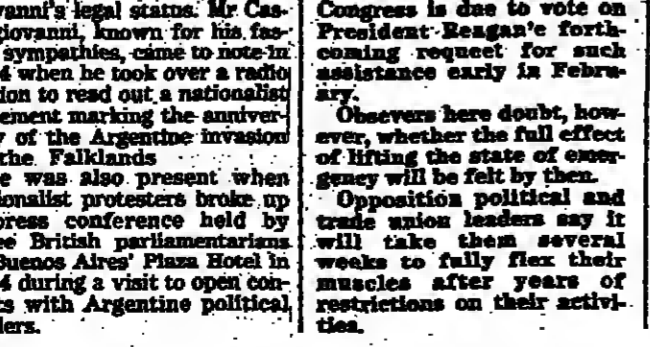 vanni's legal status. Mr Cas-
giovanni, known for his fas-
sympathies, came to note in
4 when he took over a radio
ion to read out a nationalist
ement marking the anniver-
y of the Argentine invasion
the Falklands
e was also present when
ionalist protesters broke up
press conference held by
ee British parliamentarians
Buenos Aires' Plaza Hotel in
4 during a visit to open con-
ts with Argentine political
lers.
Congress is due to vote on
President Reagan'e forth-
coming request for such
assistance early in Febru-
ary.
Observers here doubt, how-
ever, whether the full effect
of lifting the state of emer-
gency will be felt by then.
Opposition political and
trade union leaders say it
will take them several
weeks to fully flex their
muscles after years of
restrictions on their activi-
ties.